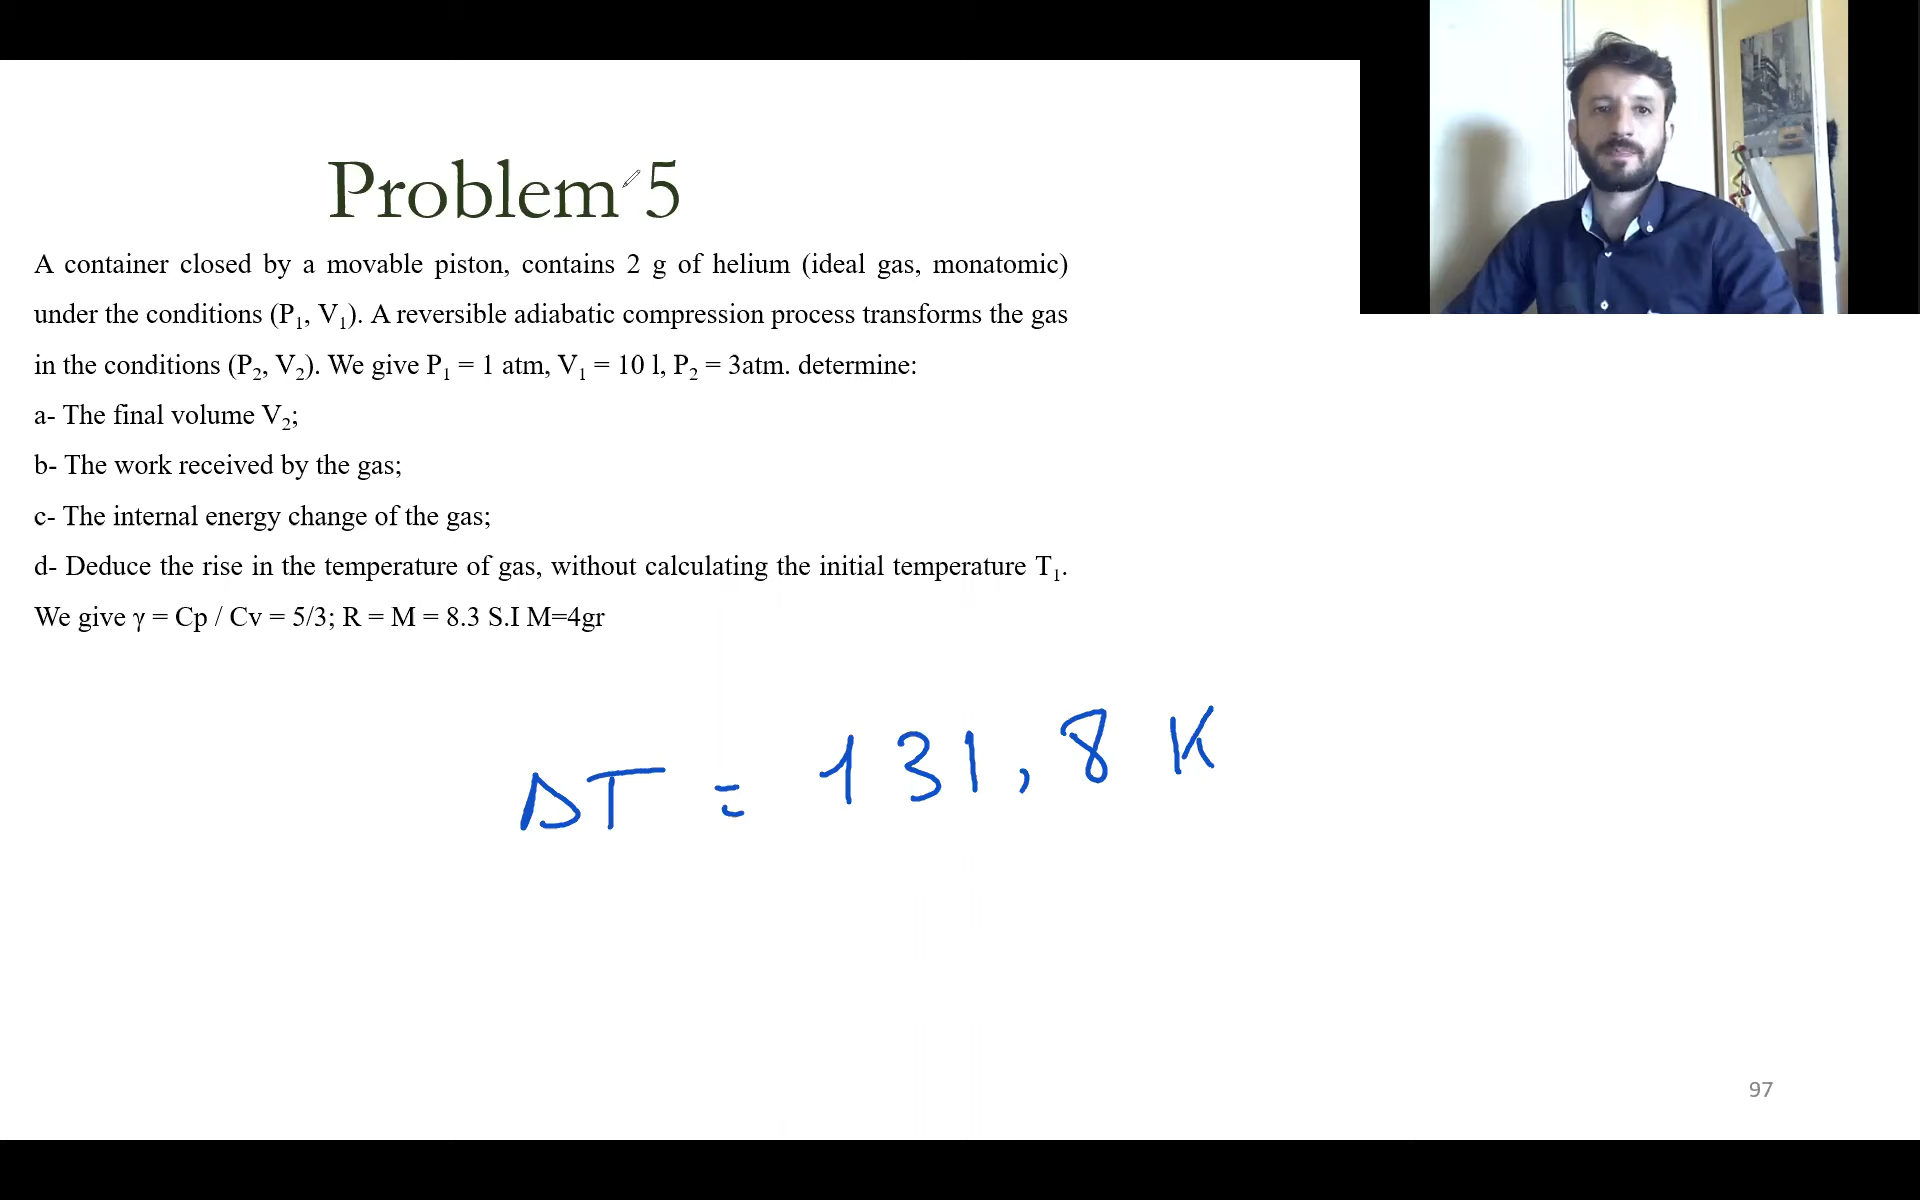 Problem 5
A container closed by a movable piston, contains 2 g of helium (ideal gas, monatomic)
under the conditions (P₁, V₁). A reversible adiabatic compression process transforms the gas
in the conditions (P₂, V₂). We give P₁ = 1 atm, V₁ = 10 l, P₂ = 3atm. determine:
a- The final volume V₂;
b- The work received by the gas;
c- The internal energy change of the gas;
d- Deduce the rise in the temperature of gas, without calculating the initial temperature T₁.
We give γ = Cp / Cv = 5/3; R = M = 8.3 S.I M=4gr
ΔT = 131,8 K
97